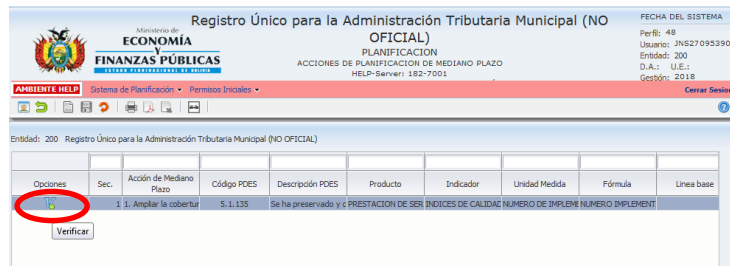 Ministerio de
ECONOMÍA
Y
FINANZAS PÚBLICAS
ESTADO PLURINACIONAL DE BOLIVIA
Registro Único para la Administración Tributaria Municipal (NO
OFICIAL)
PLANIFICACION
ACCIONES DE PLANIFICACION DE MEDIANO PLAZO
HELP-Server: 182-7001
FECHA DEL SISTEMA
Perfil: 48
Usuario: JNS27095390
Entidad: 200
D.A.: U.E.:
Gestión: 2018
AMBIENTE HELP Sistema de Planificación Permisos Iniciales Cerrar Sesion
Entidad: 200 Registro Único para la Administración Tributaria Municipal (NO OFICIAL)
Opciones Sec. Acción de Mediano Plazo Código PDES Descripción PDES Producto Indicador Unidad Medida Fórmula Linea base
1 1. Ampliar la cobertur 5.1.135 Se ha preservado y c PRESTACION DE SER INDICES DE CALIDAD NUMERO DE IMPLEME NUMERO IMPLEMENT
Verificar